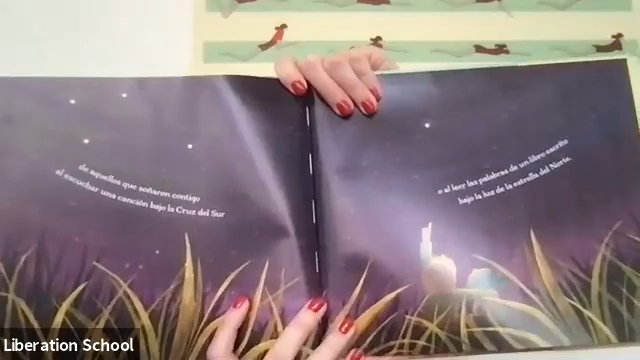 de aquellos que soñaron contigo
al escuchar una canción bajo la Cruz del Sur
o al leer las palabras de un libro escrito
bajo la luz de la estrella del Norte.
Liberation School